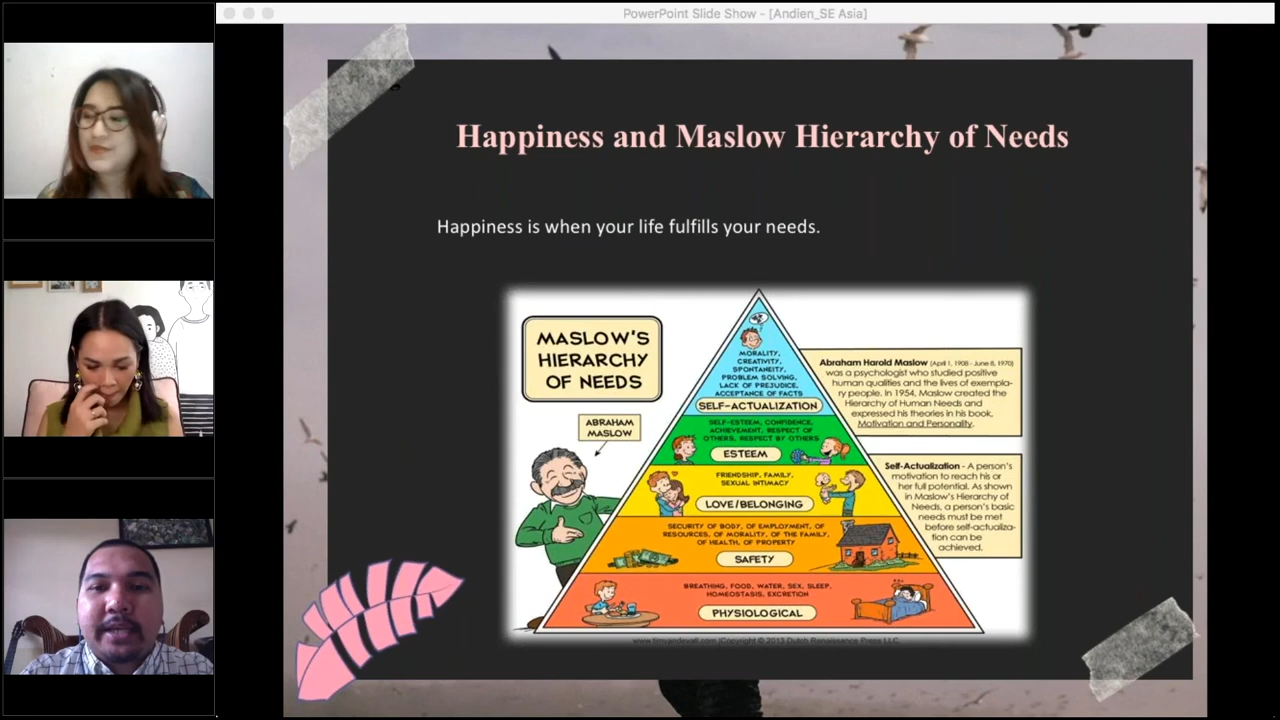 PowerPoint Slide Show - [Andien_SE Asia]
Happiness and Maslow Hierarchy of Needs
Happiness is when your life fulfills your needs.
MASLOW'S
HIERARCHY
OF NEEDS
ABRAHAM
MASLOW
MORALITY,
CREATIVITY,
SPONTANEITY,
PROBLEM SOLVING,
LACK OF PREJUDICE,
ACCEPTANCE OF FACTS
SELF-ACTUALIZATION
SELF-ESTEEM, CONFIDENCE,
ACHIEVEMENT, RESPECT OF
OTHERS, RESPECT BY OTHERS
ESTEEM
FRIENDSHIP, FAMILY,
SEXUAL INTIMACY
LOVE/BELONGING
SECURITY OF BODY, OF EMPLOYMENT, OF
RESOURCES, OF MORALITY, OF THE FAMILY,
OF HEALTH, OF PROPERTY
SAFETY
BREATHING, FOOD, WATER, SEX, SLEEP,
HOMEOSTASIS, EXCRETION
PHYSIOLOGICAL
Abraham Harold Maslow (April 1, 1908 - June 8, 1970)
was a psychologist who studied positive
human qualities and the lives of exempla-
ry people. In 1954, Maslow created the
Hierarchy of Human Needs and
expressed his theories in his book,
Motivation and Personality.
Self-Actualization - A person's
motivation to reach his or
her full potential. As shown
in Maslow's Hierarchy of
Needs, a person's basic
needs must be met
before self-actualiza-
tion can be
achieved.
www.timvandevall.com | Copyright © 2013 Dutch Renaissance Press LLC